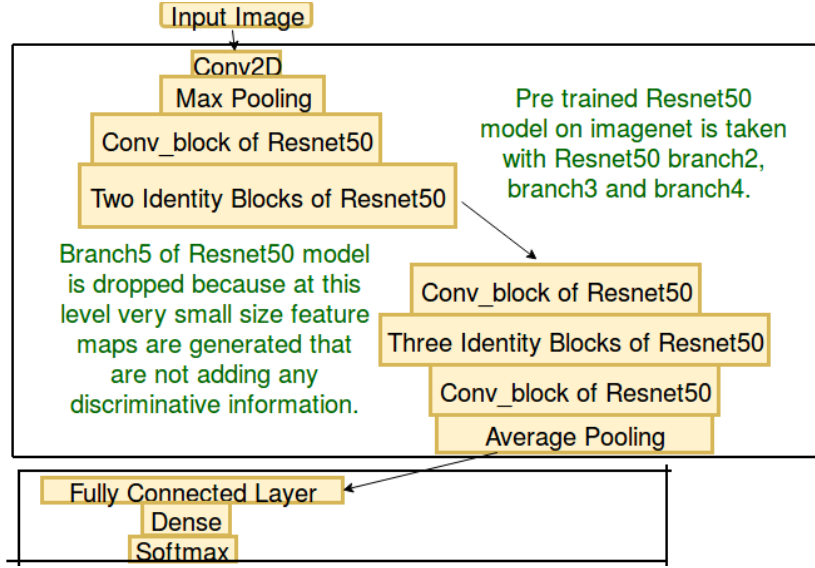 Input Image
Conv2D
Max Pooling
Conv_block of Resnet50
Two Identity Blocks of Resnet50
Pre trained Resnet50
model on imagenet is taken
with Resnet50 branch2,
branch3 and branch4.
Branch5 of Resnet50 model
is dropped because at this
level very small size feature
maps are generated that
are not adding any
discriminative information.
Conv_block of Resnet50
Three Identity Blocks of Resnet50
Conv_block of Resnet50
Average Pooling
Fully Connected Layer
Dense
Softmax